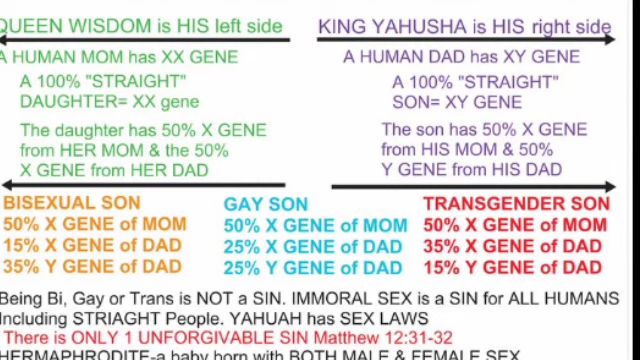 QUEEN WISDOM is HIS left side
KING YAHUSHA is HIS right side
A HUMAN MOM has XX GENE
A 100% "STRAIGHT"
DAUGHTER= XX gene
The daughter has 50% X GENE
from HER MOM & the 50%
X GENE from HER DAD
A HUMAN DAD has XY GENE
A 100% "STRAIGHT"
SON= XY GENE
The son has 50% X GENE
from HIS MOM & 50%
Y GENE from HIS DAD
BISEXUAL SON
50% X GENE of MOM
15% X GENE of DAD
35% Y GENE of DAD
GAY SON
50% X GENE of MOM
25% X GENE of DAD
25% Y GENE of DAD
TRANSGENDER SON
50% X GENE of MOM
35% X GENE of DAD
15% Y GENE of DAD
Being Bi, Gay or Trans is NOT a SIN. IMMORAL SEX is a SIN for ALL HUMANS
Including STRIAGHT People. YAHUAH has SEX LAWS
There is ONLY 1 UNFORGIVABLE SIN Matthew 12:31-32
HERMAPHRODITE-a baby born with BOTH MALE & FEMALE SEX